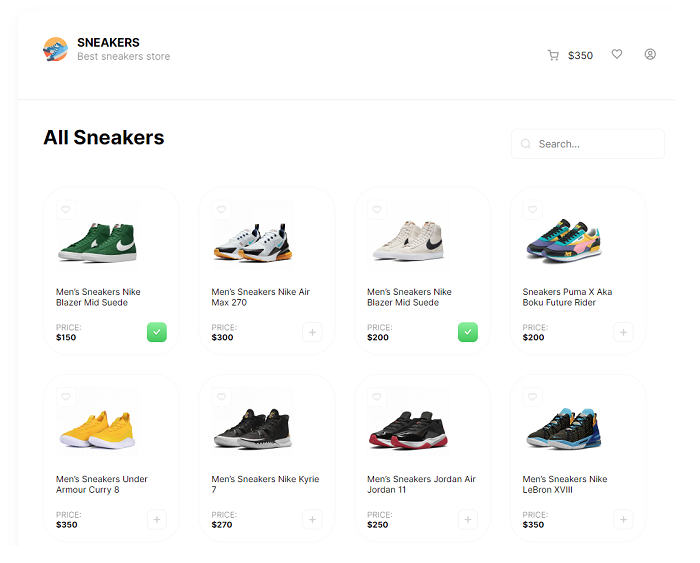 SNEAKERS
Best sneakers store
$350
All Sneakers
Search...
Men's Sneakers Nike
Blazer Mid Suede
PRICE:
$150
Men's Sneakers Nike Air
Max 270
PRICE:
$300
Men's Sneakers Nike
Blazer Mid Suede
PRICE:
$200
Sneakers Puma X Aka
Boku Future Rider
PRICE:
$200
Men's Sneakers Under
Armour Curry 8
PRICE:
$350
Men's Sneakers Nike Kyrie
7
PRICE:
$270
Men's Sneakers Jordan Air
Jordan 11
PRICE:
$250
Men's Sneakers Nike
LeBron XVIII
PRICE:
$350